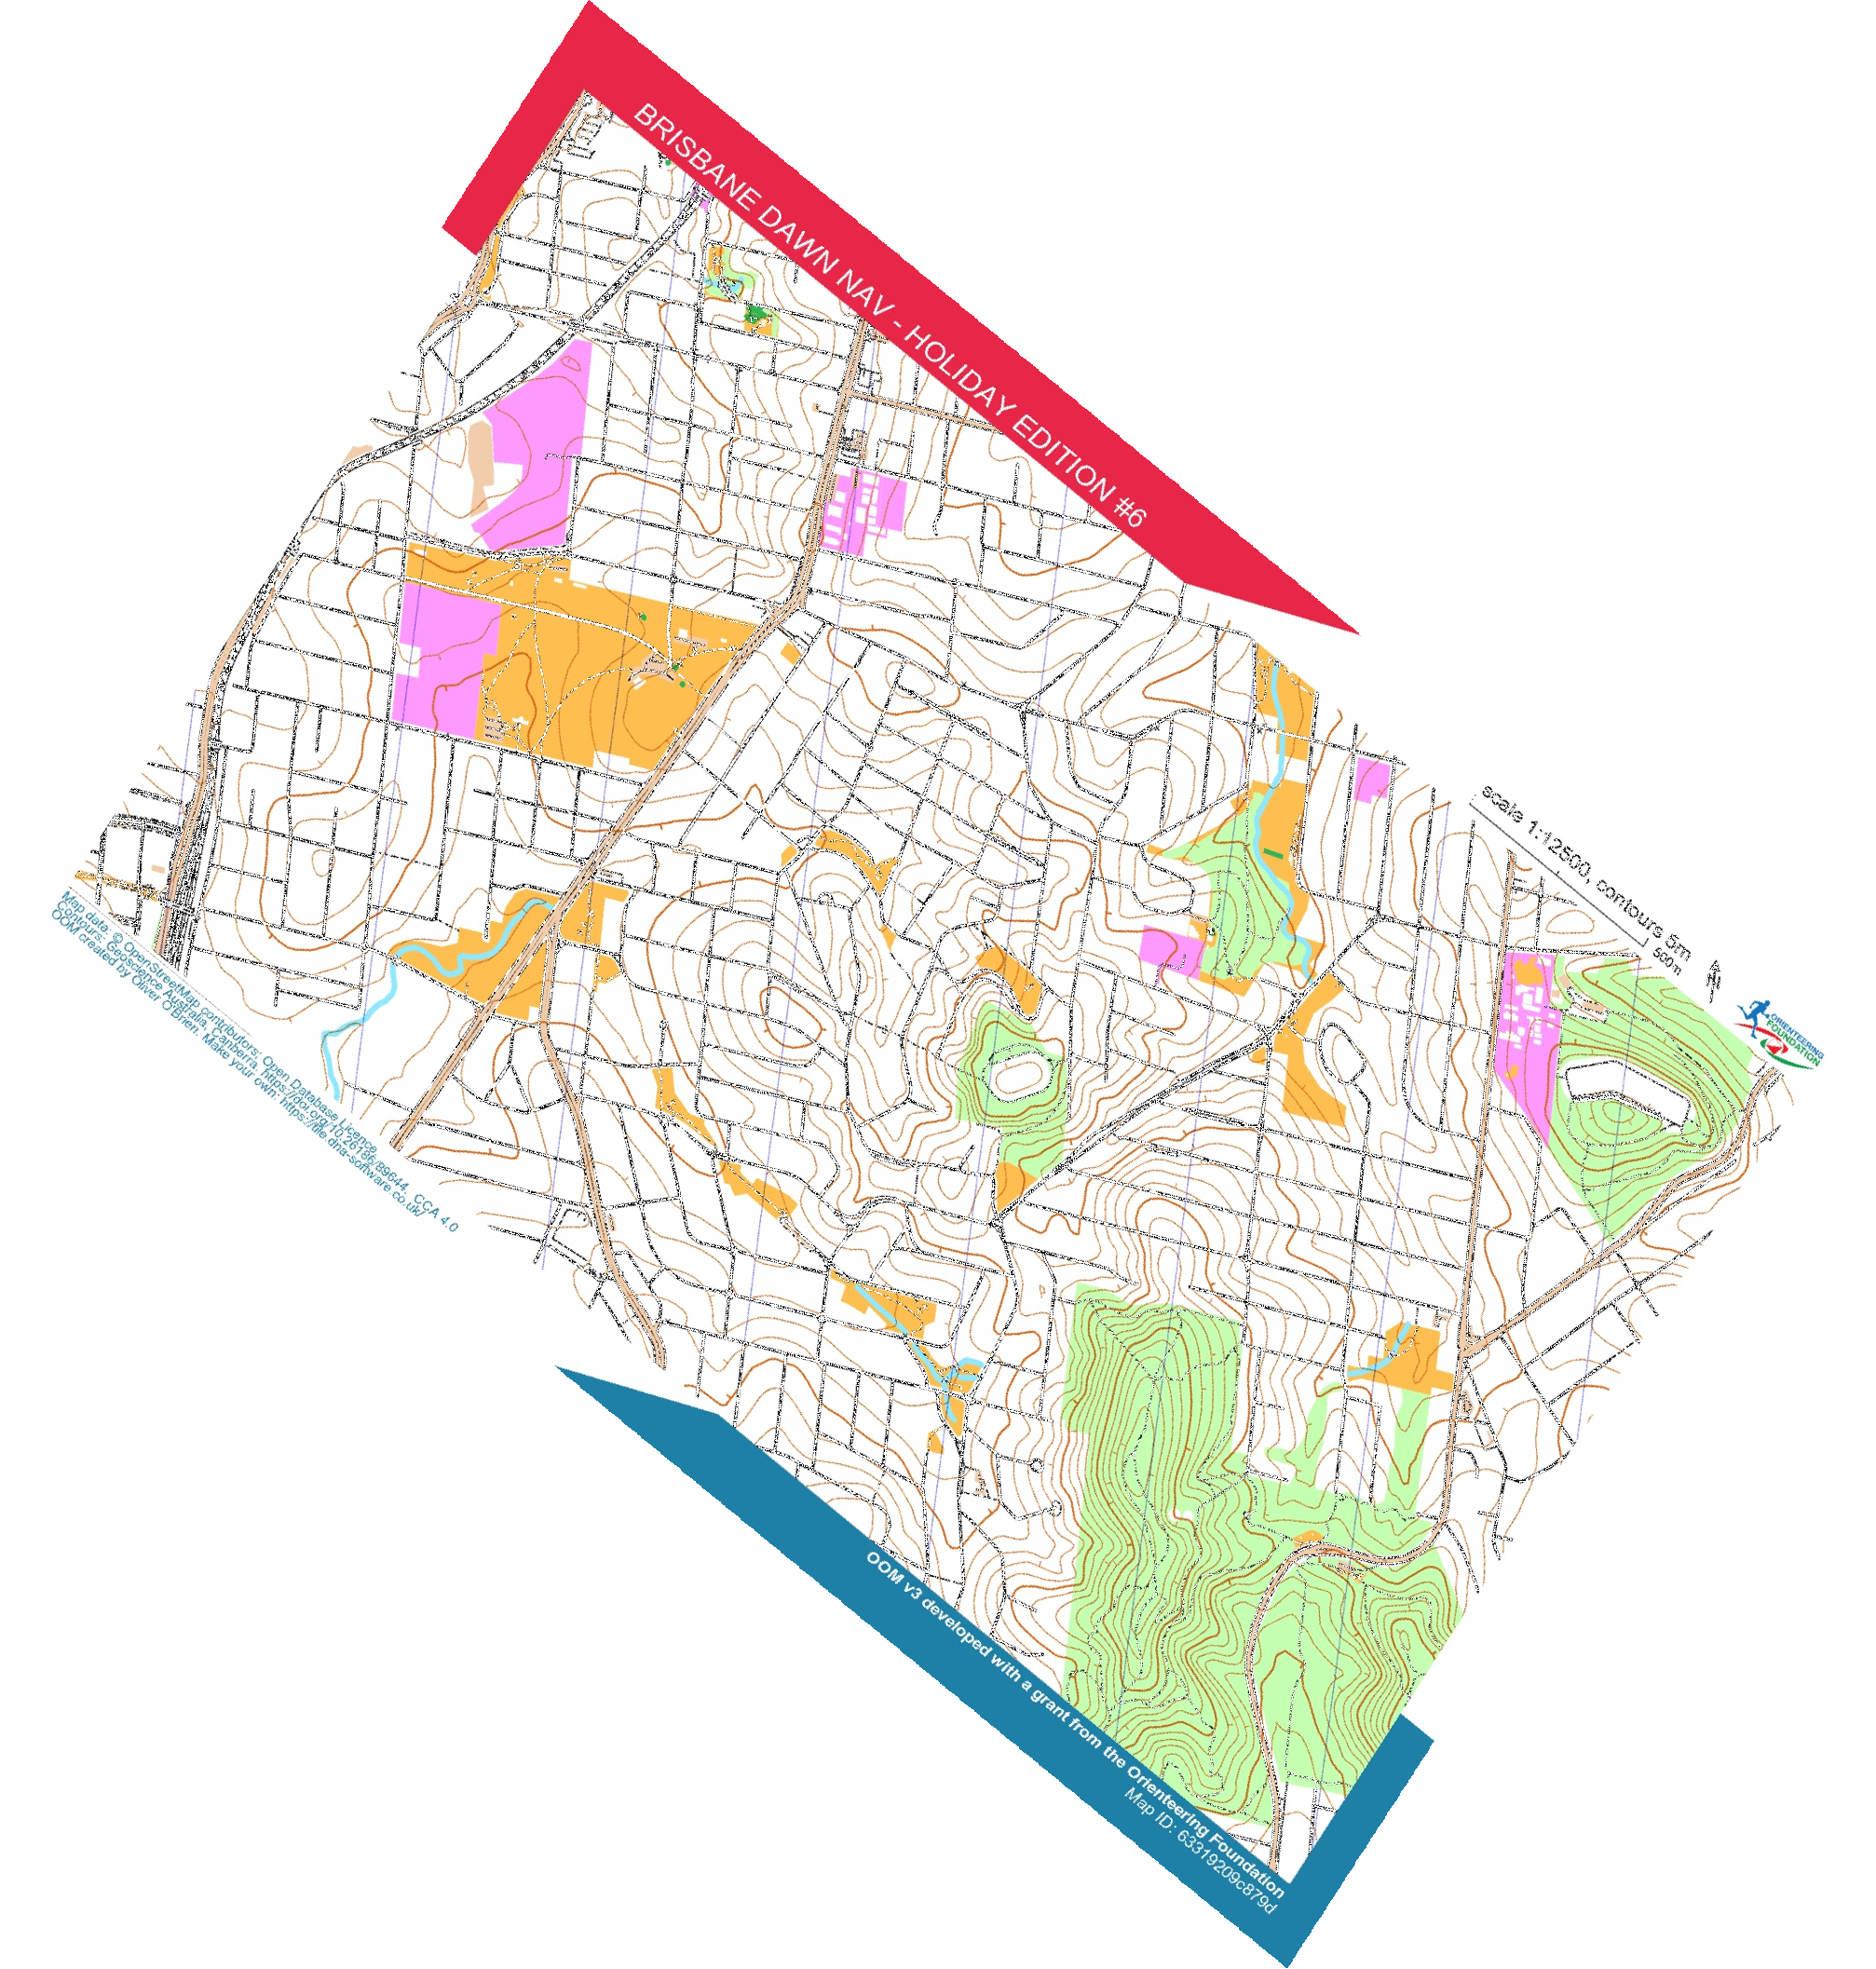 BRISBANE DAWN NAV - HOLIDAY EDITION #6
scale 1:12500, contours 5m
500m
ORIENTEERING
FOUNDATION
Map data: © OpenStreetMap contributors; Open Database Licence.
Contours: Geoscience Australia, Canberra. https://doi.org/10.26186/89644. CCA 4.0
OOM created by Oliver O'Brien. Make your own: https://file.dna-software.co.uk/
OOM v3 developed with a grant from the Orienteering Foundation
Map ID: 63319209c879d